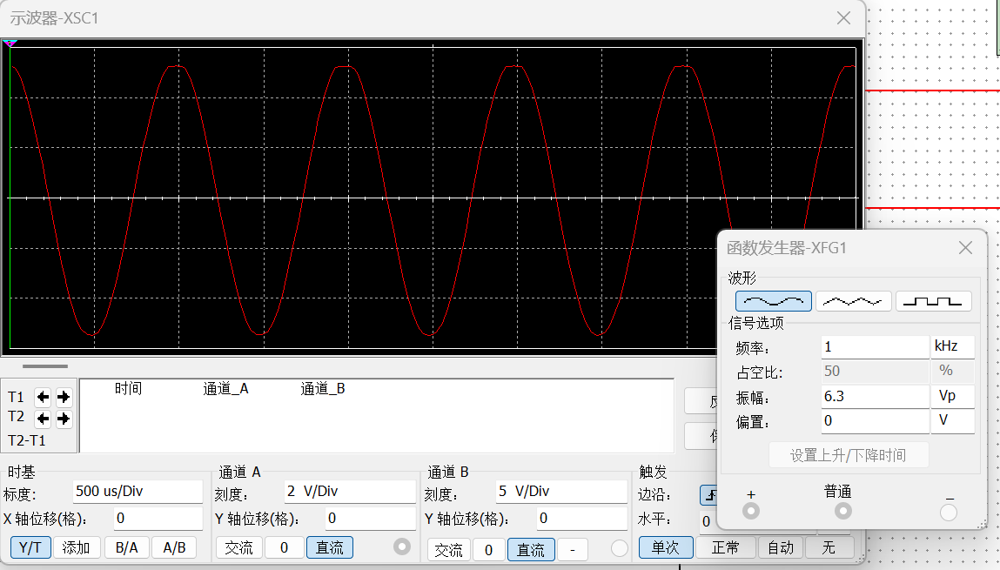 示波器-XSC1
函数发生器-XFG1
波形
信号选项
频率: 1 kHz
占空比: 50 %
振幅: 6.3 Vp
偏置: 0 V
设置上升/下降时间
+ 普通 −
时间 通道_A 通道_B
T1
T2
T2-T1
时基
标度: 500 us/Div
X 轴位移(格): 0
Y/T 添加 B/A A/B
通道 A
刻度: 2 V/Div
Y 轴位移(格): 0
交流 0 直流
通道 B
刻度: 5 V/Div
Y 轴位移(格): 0
交流 0 直流 -
触发
边沿:
水平: 0
单次 正常 自动 无